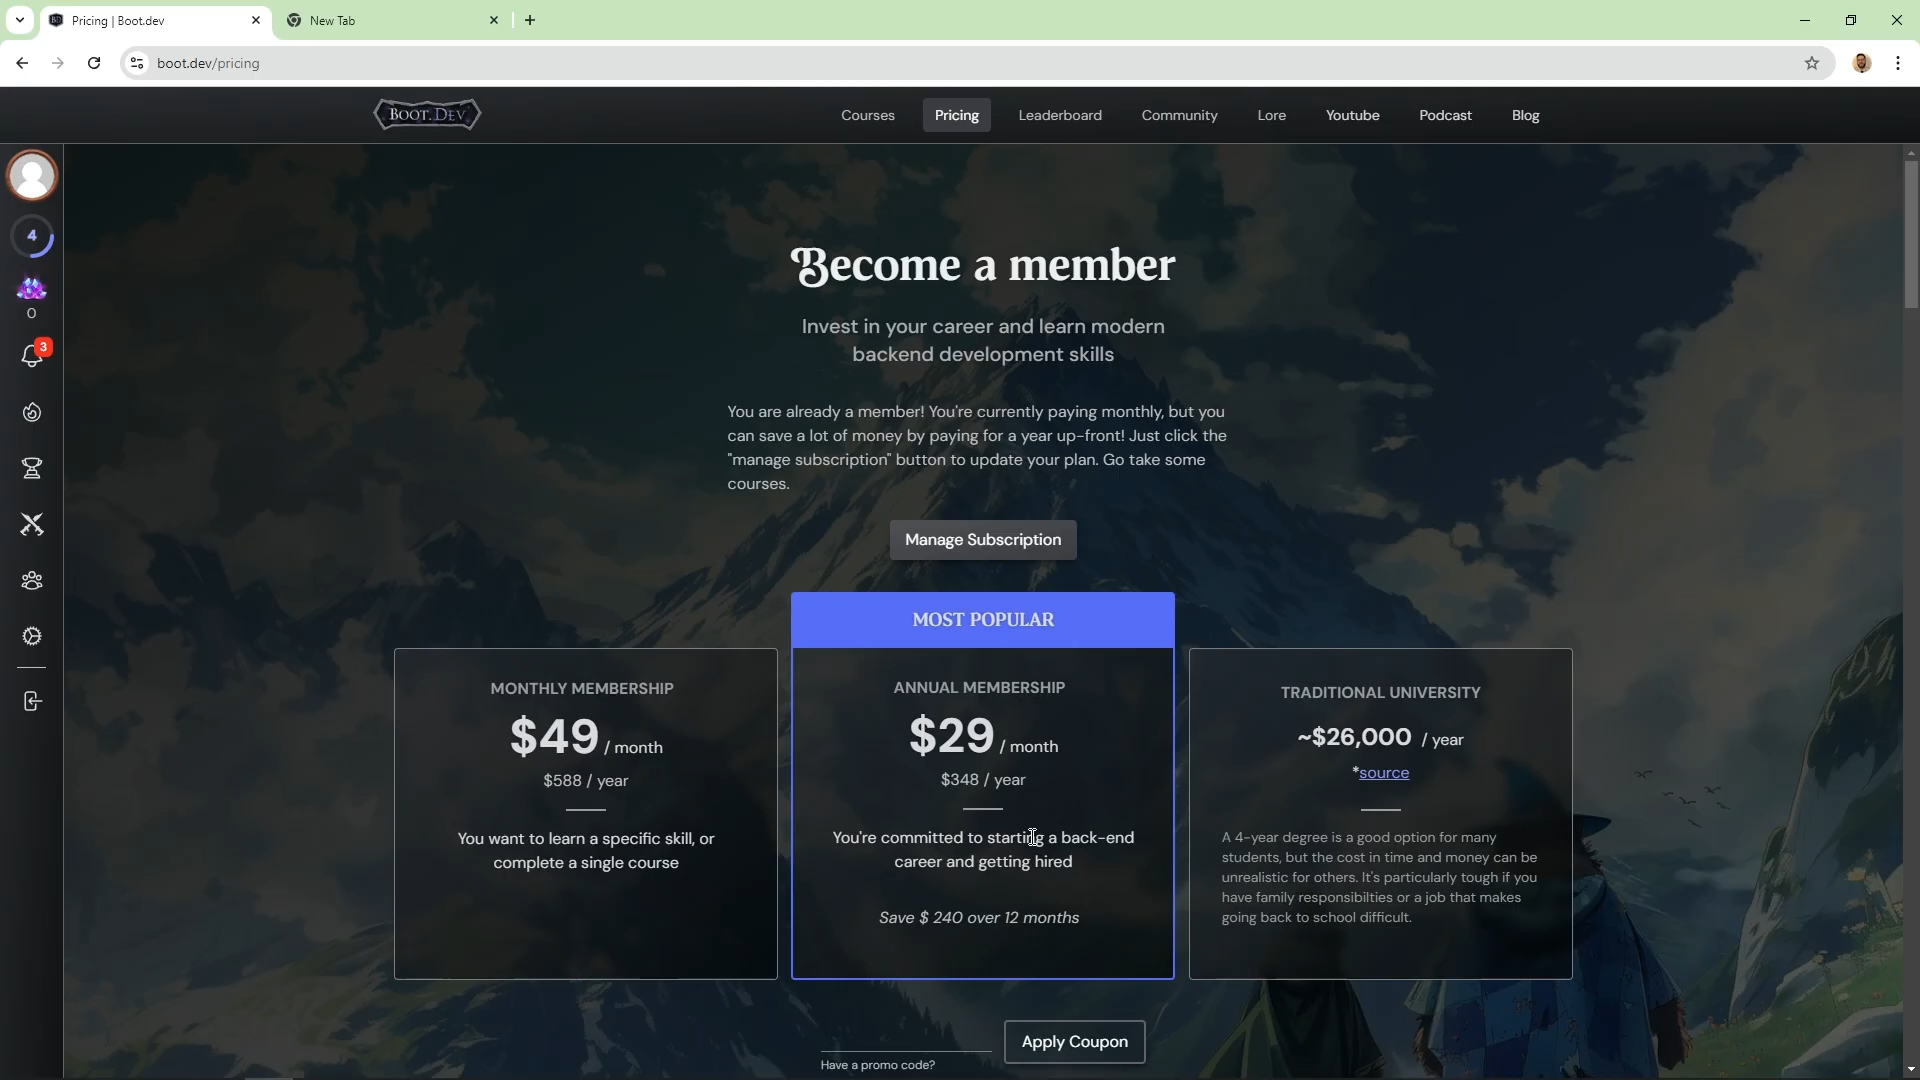 Pricing | Boot.dev
New Tab
boot.dev/pricing
BOOT.DEV
Courses
Pricing
Leaderboard
Community
Lore
Youtube
Podcast
Blog
4
0
3
Become a member
Invest in your career and learn modern
backend development skills
You are already a member! You're currently paying monthly, but you
can save a lot of money by paying for a year up-front! Just click the
"manage subscription" button to update your plan. Go take some
courses.
Manage Subscription
MONTHLY MEMBERSHIP
$49 / month
$588 / year
You want to learn a specific skill, or
complete a single course
MOST POPULAR
ANNUAL MEMBERSHIP
$29 / month
$348 / year
You're committed to starting a back-end
career and getting hired
Save $ 240 over 12 months
TRADITIONAL UNIVERSITY
~$26,000 / year
*source
A 4-year degree is a good option for many
students, but the cost in time and money can be
unrealistic for others. It's particularly tough if you
have family responsibilties or a job that makes
going back to school difficult.
Have a promo code?
Apply Coupon